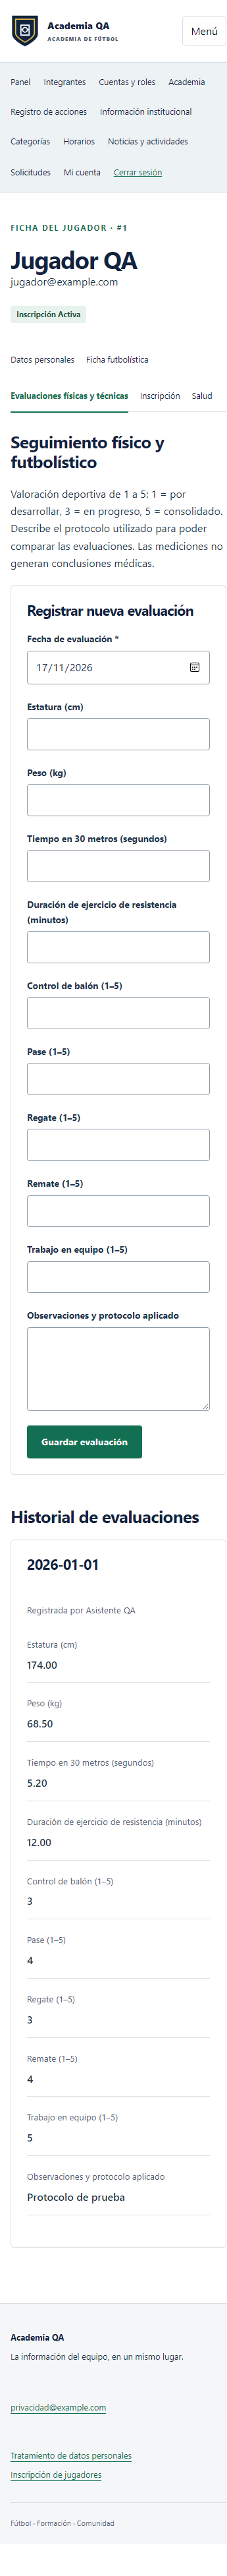 Academia QA
ACADEMIA DE FÚTBOL
Menú
Panel Integrantes Cuentas y roles Academia
Registro de acciones Información institucional
Categorías Horarios Noticias y actividades
Solicitudes Mi cuenta Cerrar sesión
FICHA DEL JUGADOR · #1
Jugador QA
jugador@example.com
Inscripción Activa
Datos personales Ficha futbolística
Evaluaciones físicas y técnicas Inscripción Salud
Seguimiento físico y
futbolístico
Valoración deportiva de 1 a 5: 1 = por
desarrollar, 3 = en progreso, 5 = consolidado.
Describe el protocolo utilizado para poder
comparar las evaluaciones. Las mediciones no
generan conclusiones médicas.
Registrar nueva evaluación
Fecha de evaluación *
17/11/2026
Estatura (cm)
Peso (kg)
Tiempo en 30 metros (segundos)
Duración de ejercicio de resistencia
(minutos)
Control de balón (1–5)
Pase (1–5)
Regate (1–5)
Remate (1–5)
Trabajo en equipo (1–5)
Observaciones y protocolo aplicado
Guardar evaluación
Historial de evaluaciones
2026-01-01
Registrada por Asistente QA
Estatura (cm)
174.00
Peso (kg)
68.50
Tiempo en 30 metros (segundos)
5.20
Duración de ejercicio de resistencia (minutos)
12.00
Control de balón (1–5)
3
Pase (1–5)
4
Regate (1–5)
3
Remate (1–5)
4
Trabajo en equipo (1–5)
5
Observaciones y protocolo aplicado
Protocolo de prueba
Academia QA
La información del equipo, en un mismo lugar.
privacidad@example.com
Tratamiento de datos personales
Inscripción de jugadores
Fútbol · Formación · Comunidad